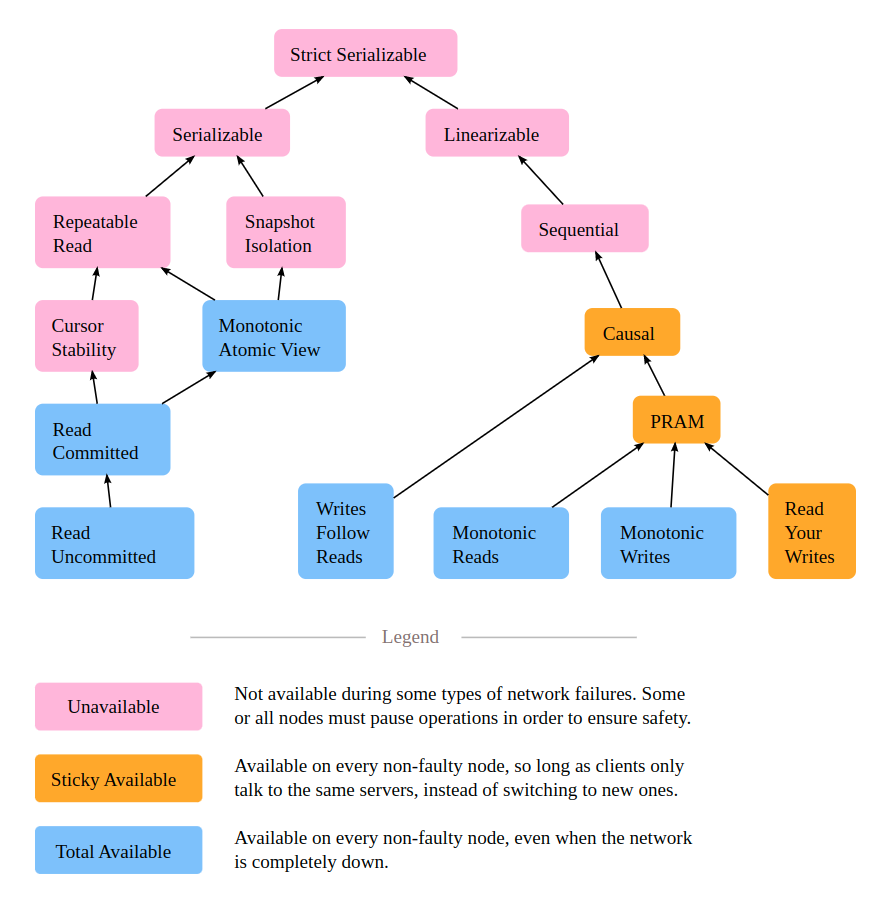 Strict Serializable
Serializable
Linearizable
Repeatable
Read
Snapshot
Isolation
Sequential
Cursor
Stability
Monotonic
Atomic View
Causal
Read
Committed
PRAM
Read
Uncommitted
Writes
Follow
Reads
Monotonic
Reads
Monotonic
Writes
Read
Your
Writes
Legend
Unavailable
Not available during some types of network failures. Some
or all nodes must pause operations in order to ensure safety.
Sticky Available
Available on every non-faulty node, so long as clients only
talk to the same servers, instead of switching to new ones.
Total Available
Available on every non-faulty node, even when the network
is completely down.